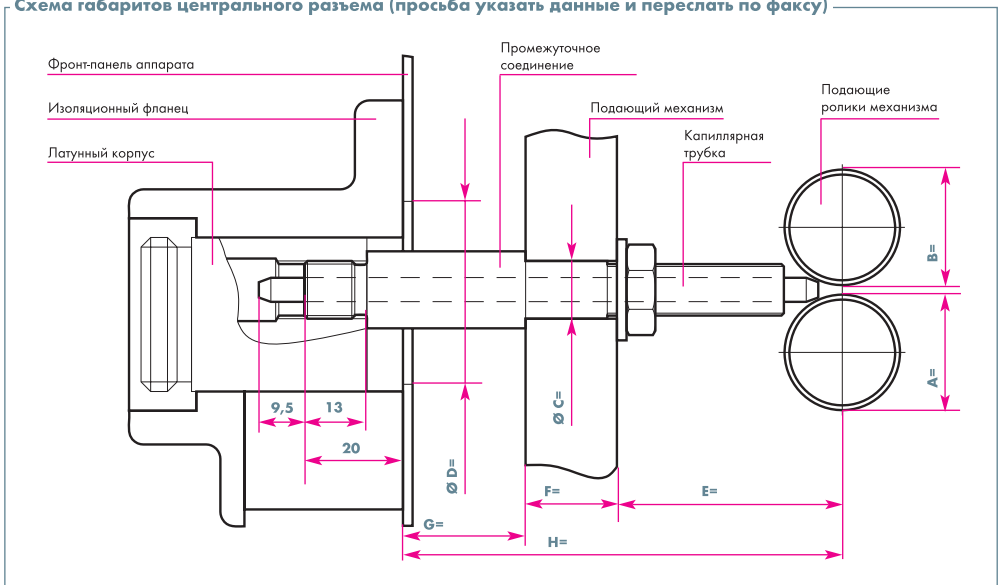 Схема габаритов центрального разъема (просьба указать данные и переслать по факсу)
Промежуточное
соединение
Фронт-панель аппарата
Подающие
ролики механизма
Изоляционный фланец
Подающий механизм
Капиллярная
трубка
Латунный корпус
B=
A=
9,5
13
Ø C=
20
Ø D=
F=
E=
G=
H=